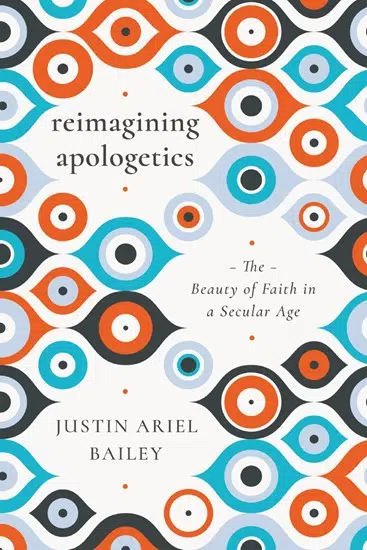 reimagining
apologetics
- The -
Beauty of Faith in
a Secular Age
JUSTIN ARIEL
BAILEY